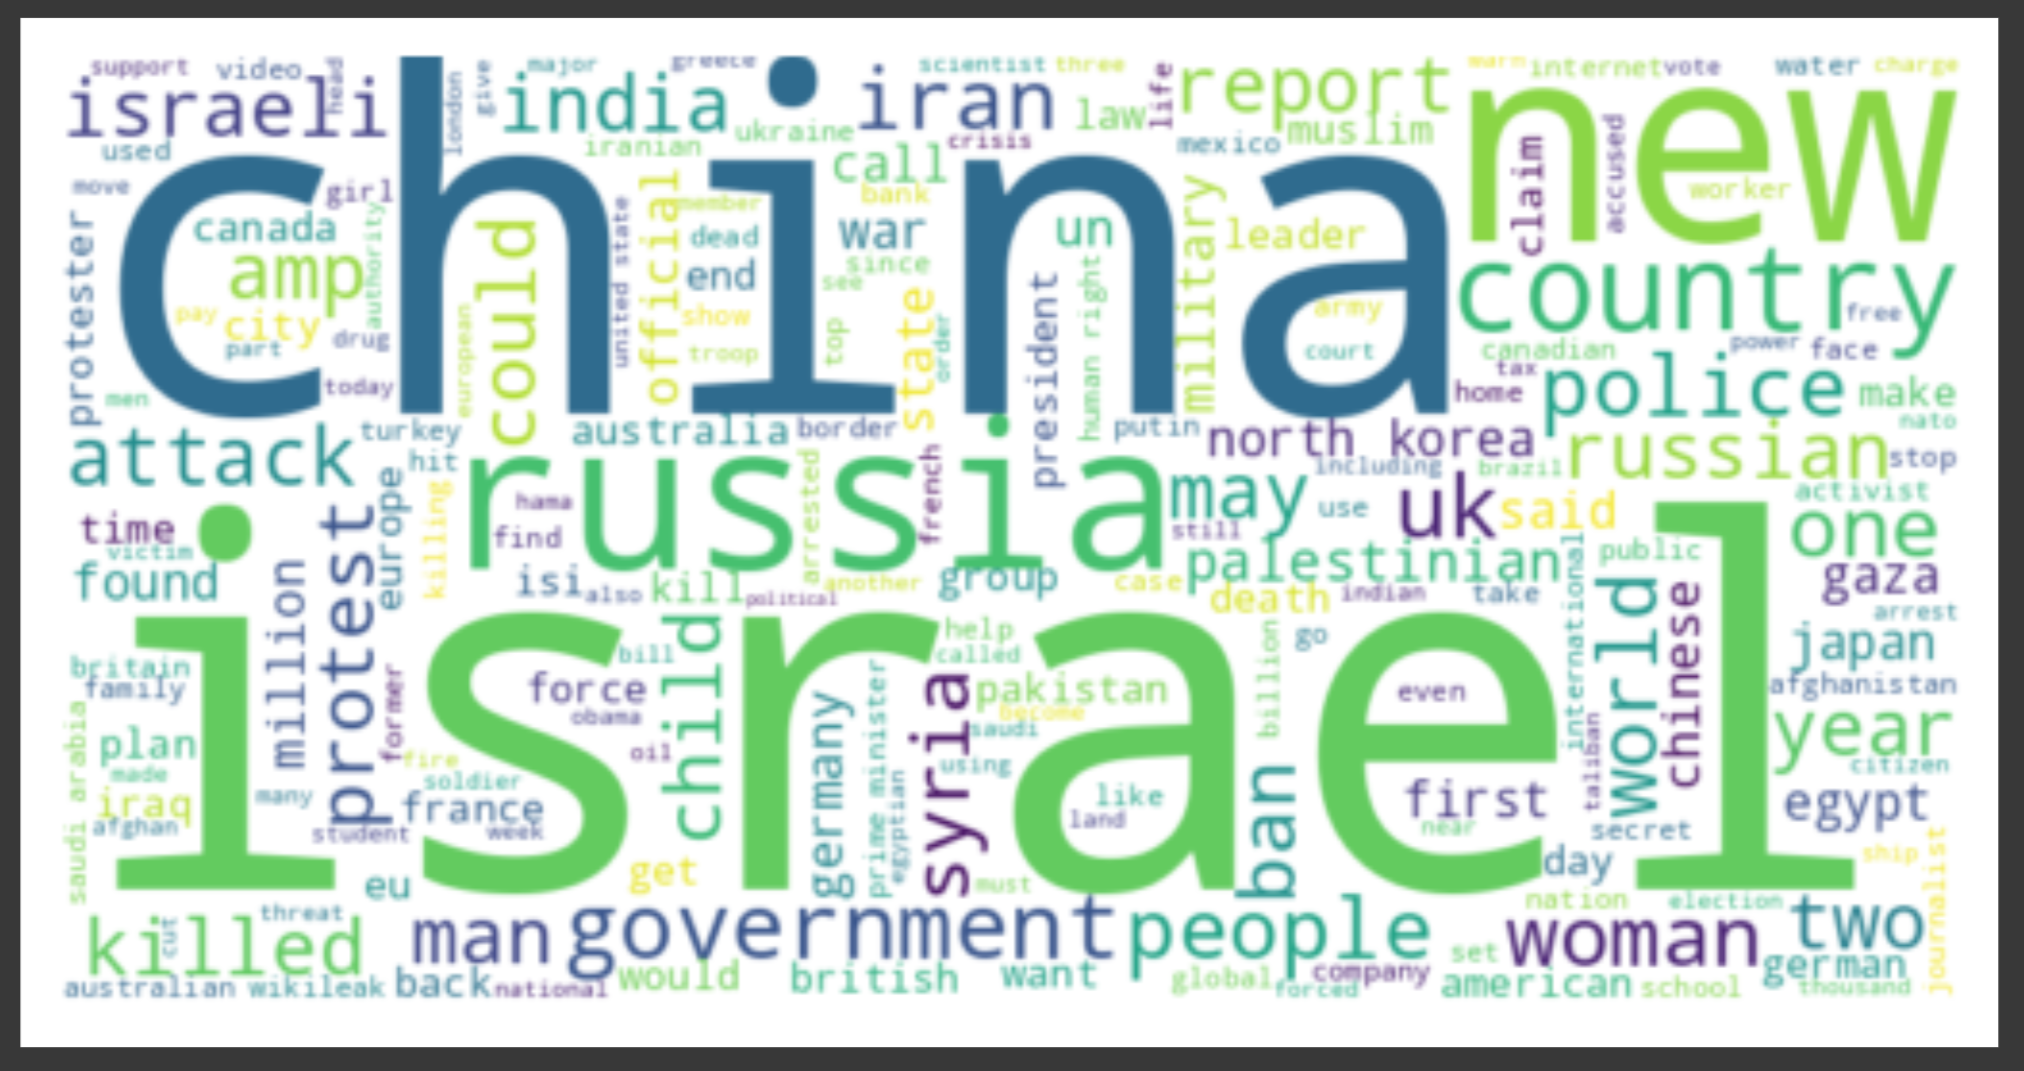 support
video
head
london
give
major
greece
scientist
three
life
report
warn
internet
vote
water
charge
israeli
india
iran
law
new
used
iranian
ukraine
crisis
call
muslim
mexico
claim
accused
worker
china
move
girl
canada
authority
amp
pay
city
part
drug
today
men
protester
european
could
united state
official
member
dead
end
show
troop
bank
war
since
see
top
state
order
president
un
human right
military
leader
army
court
country
free
canadian
power
face
tax
home
police
make
nato
attack
turkey
hit
australia
border
french
putin
north korea
including
brazil
russian
stop
activist
russia
time
victim
found
million
protest
europe
killing
hama
find
arrested
isi
also
kill
political
another
group
may
still
use
uk
said
one
palestinian
case
death
indian
take
international
public
world
chinese
gaza
arrest
japan
afghanistan
israel
britain
family
former
plan
made
iraq
afghan
saudi arabia
many
student
fire
soldier
france
week
force
obama
oil
bill
child
germany
prime minister
egyptian
syria
help
called
pakistan
become
saudi
using
must
like
land
billion
go
ban
even
first
near
taliban
secret
day
year
citizen
egypt
ship
journalist
eu
get
killed
cut
threat
man
government
people
nation
election
woman
two
australian
wikileak
back
national
would
british
want
global
forced
company
set
american
school
german
thousand